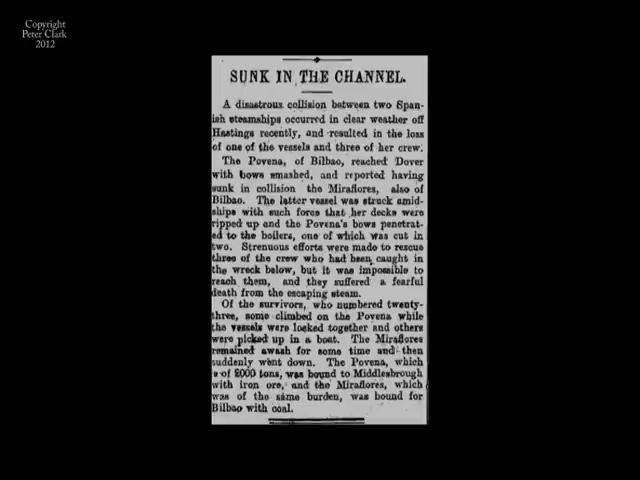 Copyright
Peter Clark
2012
SUNK IN THE CHANNEL.
A disastrous collision between two Span-
ish steamships occurred in clear weather off
Hastings recently, and resulted in the loss
of one of the vessels and three of her crew.
The Povena, of Bilbao, reached Dover
with bows smashed, and reported having
sunk in collision the Miraflores, also of
Bilbao. The latter vessel was struck amid-
ships with such force that her decks were
ripped up and the Povena's bows penetrat-
ed to the boilers, one of which was cut in
two. Strenuous efforts were made to rescue
three of the crew who had been caught in
the wreck below, but it was impossible to
reach them, and they suffered a fearful
death from the escaping steam.
Of the survivors, who numbered twenty-
three, some climbed on the Povena while
the vessels were locked together and others
were picked up in a boat. The Miraflores
remained awash for some time and then
suddenly went down. The Povena, which
s of 2000 tons, was bound to Middlesbrough
with iron ore, and the Miraflores, which
was of the same burden, was bound for
Bilbao with coal.